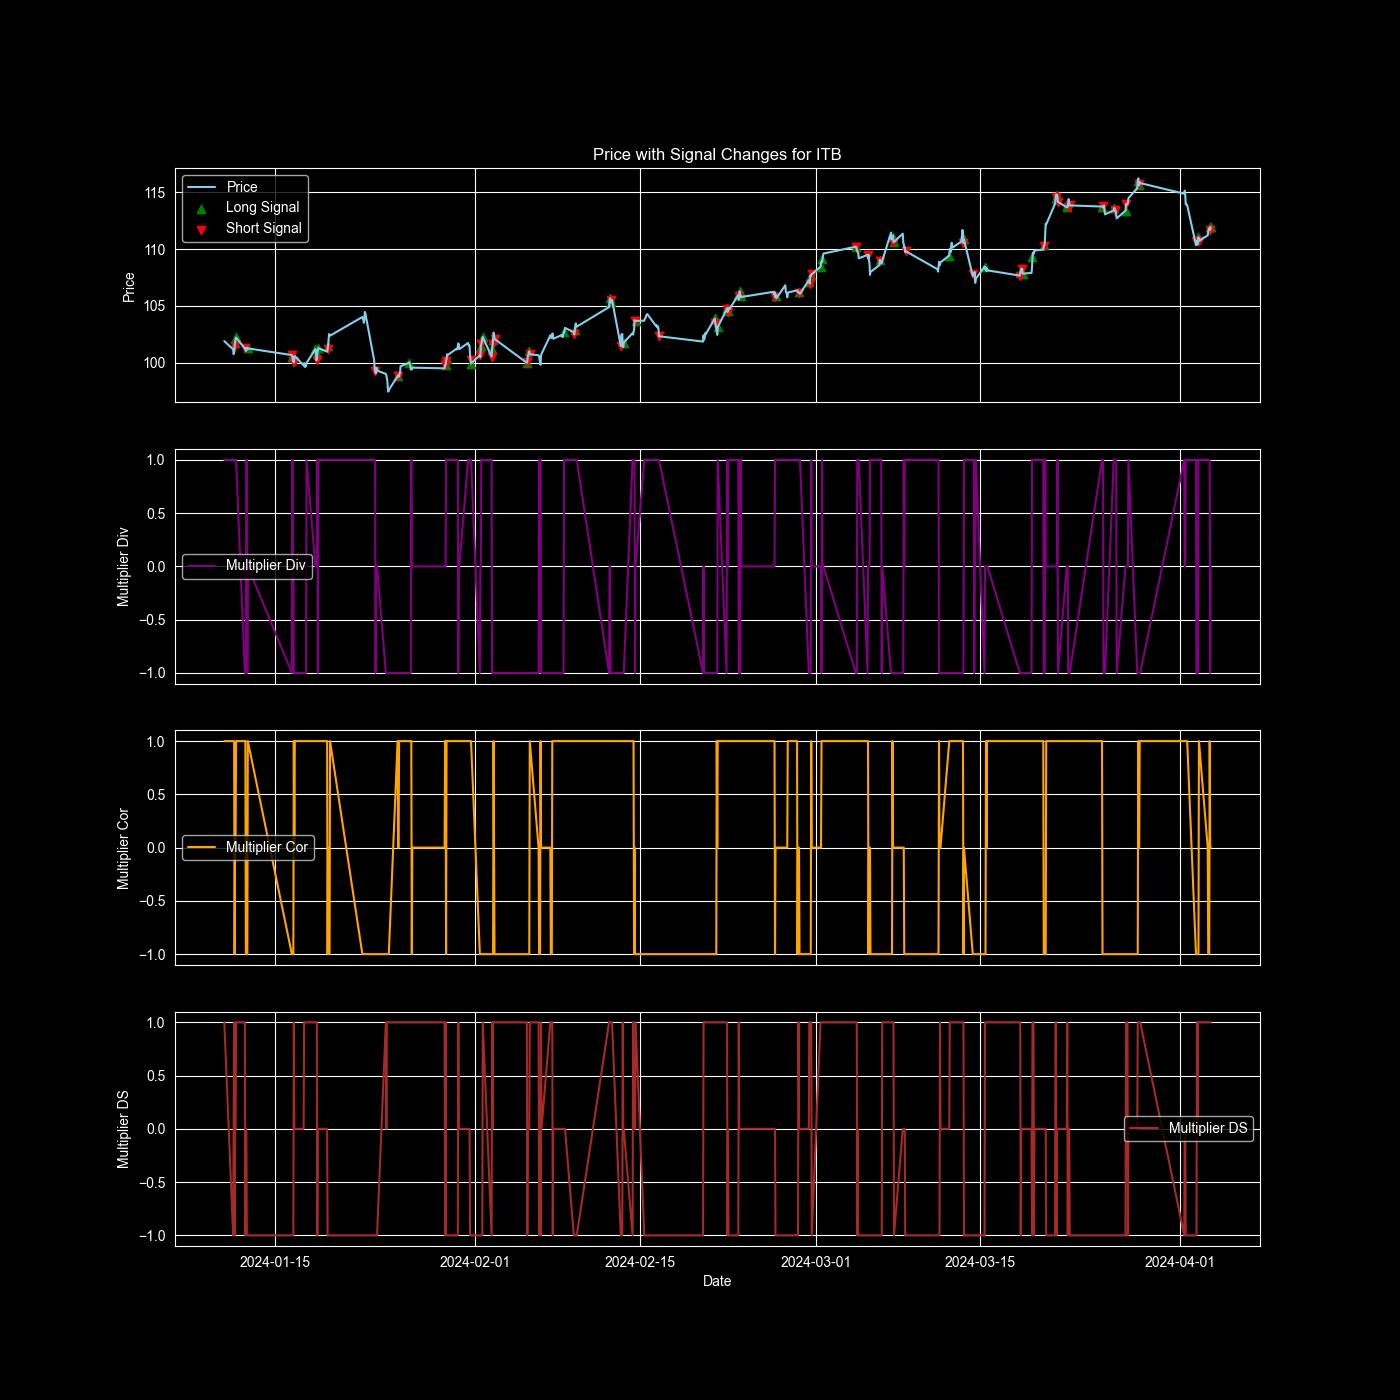 Price with Signal Changes for ITB
Price
Long Signal
Short Signal
115
110
105
100
Price
1.0
0.5
0.0
−0.5
−1.0
Multiplier Div
Multiplier Div
1.0
0.5
0.0
−0.5
−1.0
Multiplier Cor
Multiplier Cor
1.0
0.5
0.0
−0.5
−1.0
Multiplier DS
Multiplier DS
2024-01-15 2024-02-01 2024-02-15 2024-03-01 2024-03-15 2024-04-01
Date